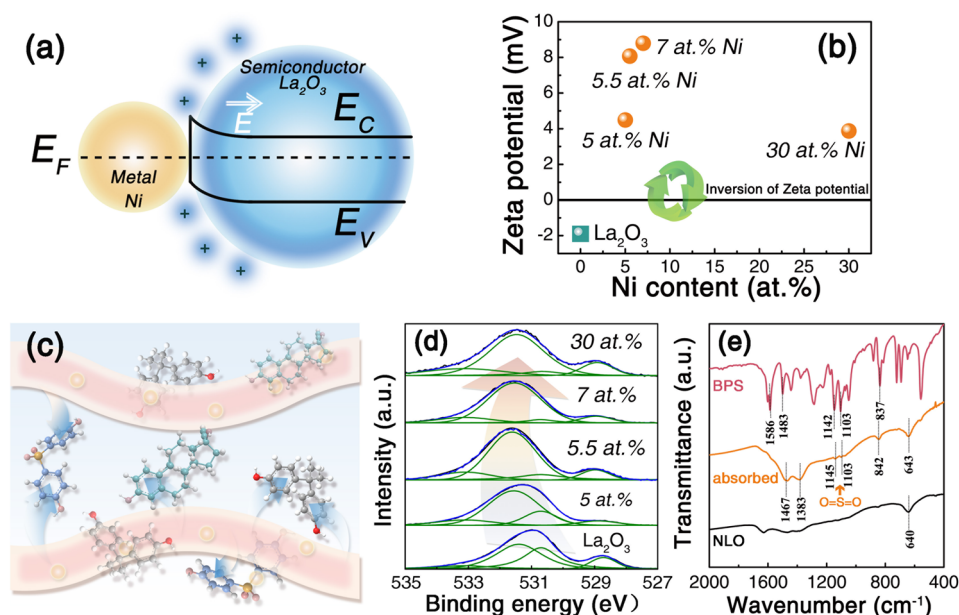 (a)
Semiconductor
La₂O₃
E
E_C
E_F
Metal
Ni
E_V
+
+
+
+
+
+
+
+
(b)
Zeta potential (mV)
10
8
6
4
2
0
-2
7 at.% Ni
5.5 at.% Ni
5 at.% Ni
30 at.% Ni
Inversion of Zeta potential
La₂O₃
0 5 10 15 20 25 30
Ni content (at.%)
(c)
(d)
Intensity (a.u.)
30 at.%
7 at.%
5.5 at.%
5 at.%
La₂O₃
535 533 531 529 527
Binding energy (eV)
(e)
Transmittance (a.u.)
BPS
1586
1483
1142
1103
837
absorbed
1467
1383
1145
1103
842
643
O=S=O
NLO
640
2000 1600 1200 800 400
Wavenumber (cm⁻¹)